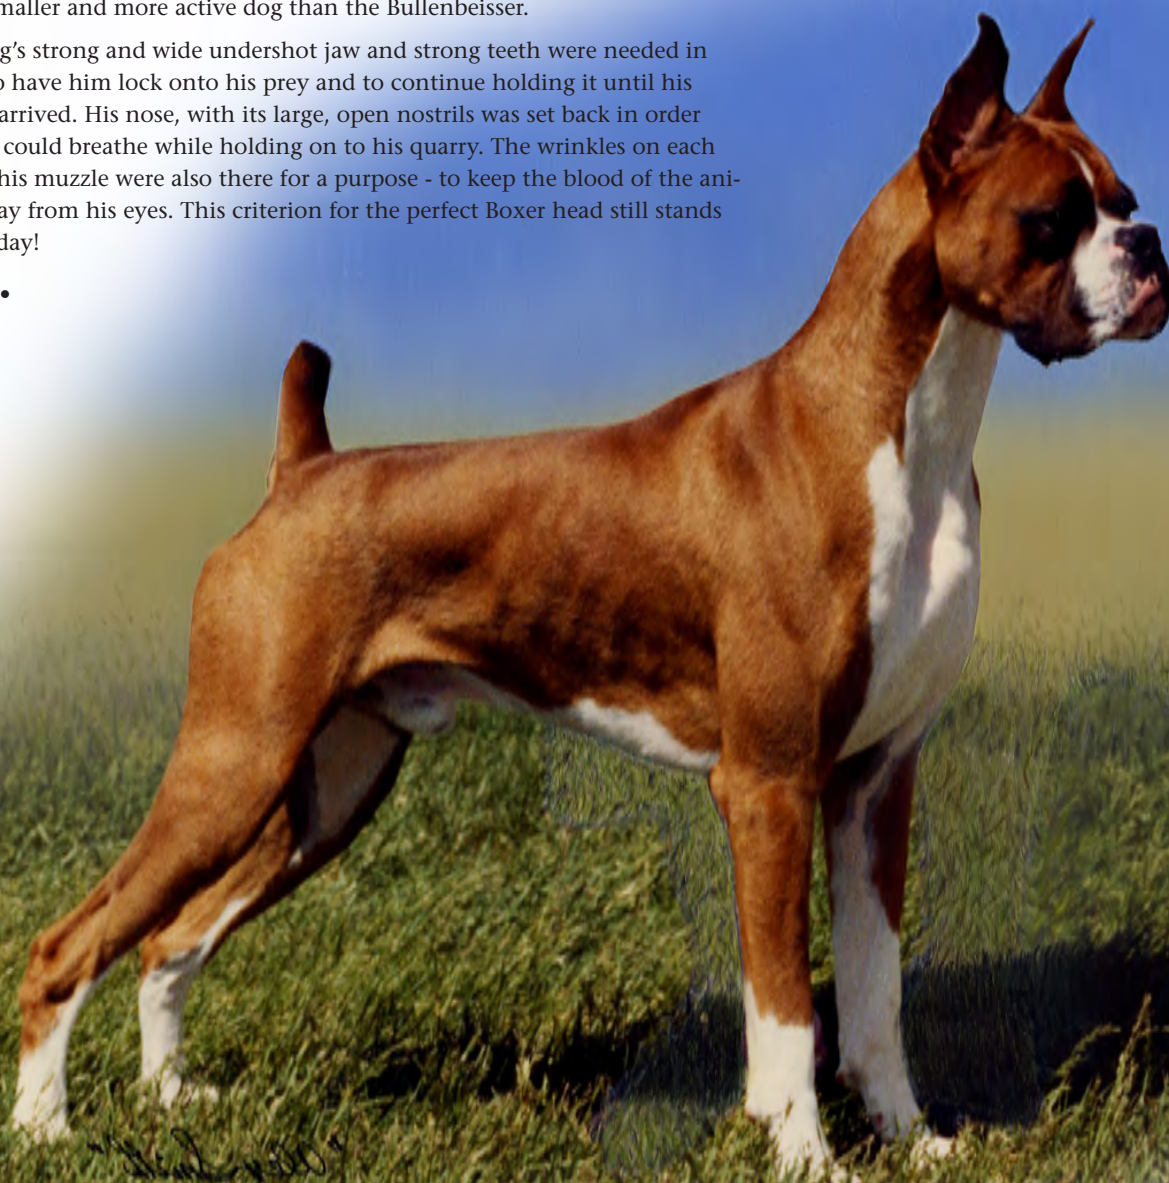 maller and more active dog than the Bullenbeisser.
g’s strong and wide undershot jaw and strong teeth were needed in
o have him lock onto his prey and to continue holding it until his
arrived. His nose, with its large, open nostrils was set back in order
could breathe while holding on to his quarry. The wrinkles on each
his muzzle were also there for a purpose - to keep the blood of the ani-
ay from his eyes. This criterion for the perfect Boxer head still stands
day!
•